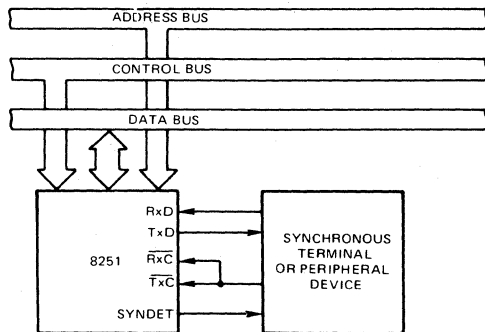 ADDRESS BUS
CONTROL BUS
DATA BUS
RxD
TxD
8251
RxC
TxC
SYNDET
SYNCHRONOUS
TERMINAL
OR PERIPHERAL
DEVICE